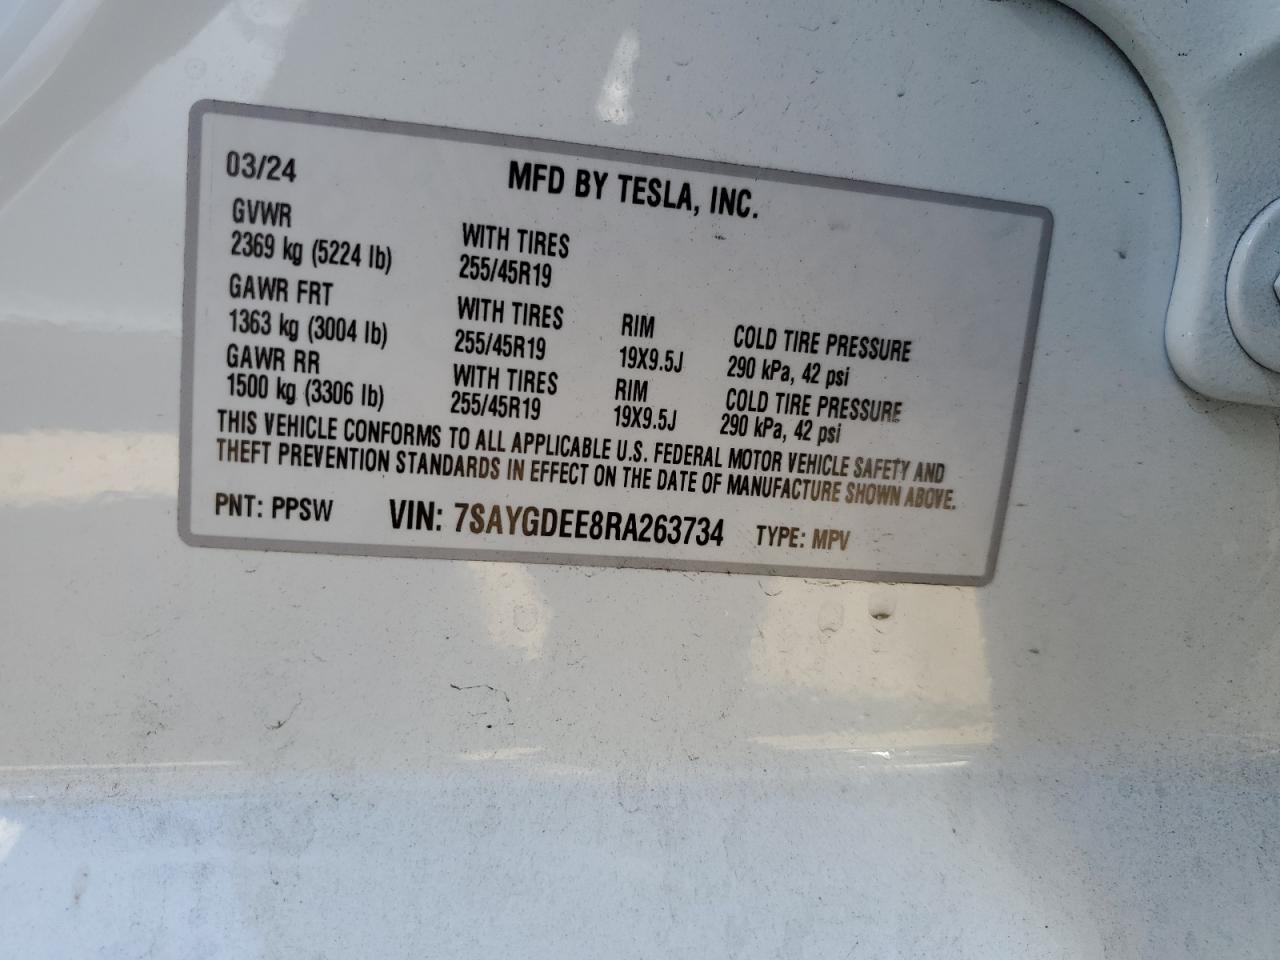 03/24 MFD BY TESLA, INC.
GVWR
2369 kg (5224 lb) WITH TIRES
255/45R19
GAWR FRT
1363 kg (3004 lb) WITH TIRES
255/45R19 RIM
19X9.5J COLD TIRE PRESSURE
290 kPa, 42 psi
GAWR RR
1500 kg (3306 lb) WITH TIRES
255/45R19 RIM
19X9.5J COLD TIRE PRESSURE
290 kPa, 42 psi
THIS VEHICLE CONFORMS TO ALL APPLICABLE U.S. FEDERAL MOTOR VEHICLE SAFETY AND
THEFT PREVENTION STANDARDS IN EFFECT ON THE DATE OF MANUFACTURE SHOWN ABOVE.
PNT: PPSW VIN: 7SAYGDEE8RA263734 TYPE: MPV